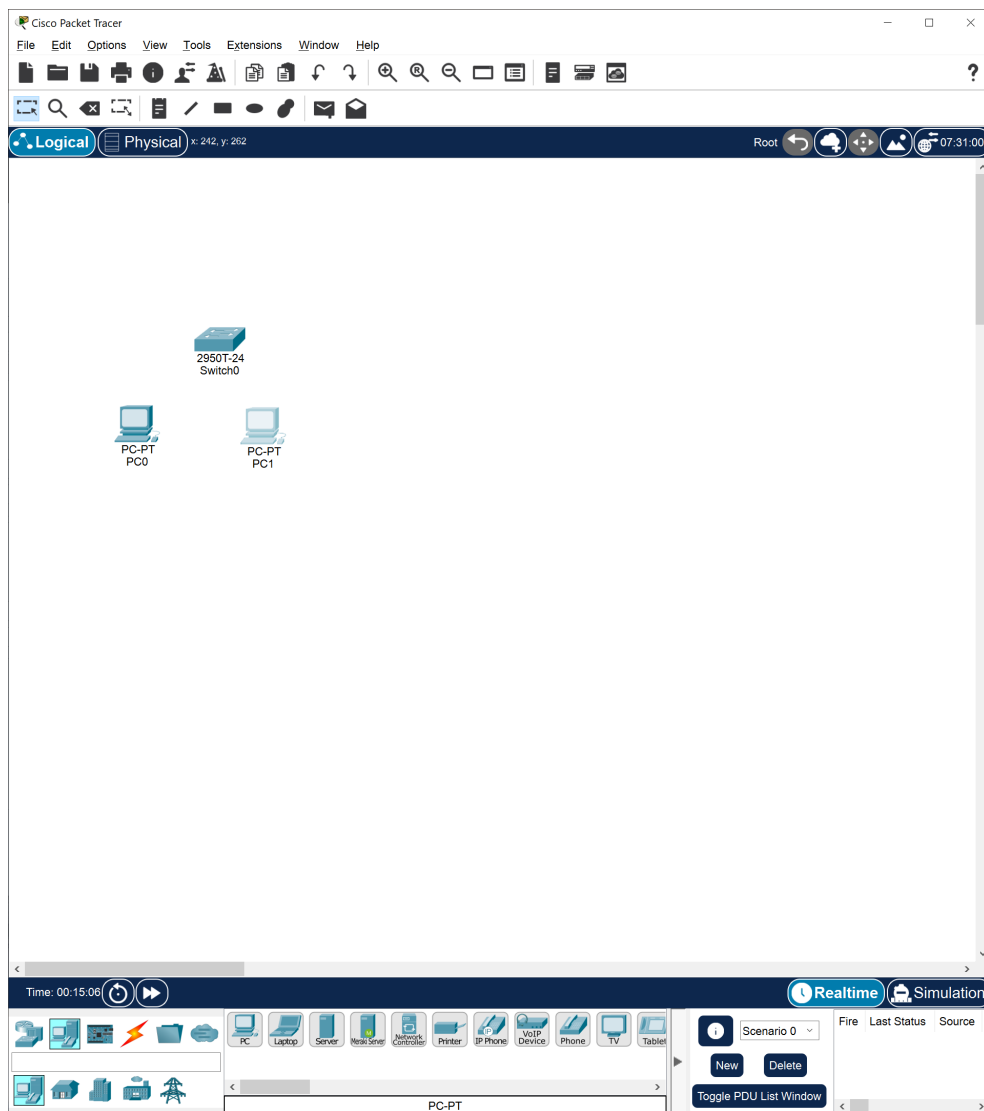 Cisco Packet Tracer
File Edit Options View Tools Extensions Window Help
Logical Physical x: 242, y: 262 Root 07:31:00
2950T-24
Switch0
PC-PT
PC0
PC-PT
PC1
Time: 00:15:06 Realtime Simulation
PC Laptop Server Meraki Server Network Controller Printer IP Phone VoIP Device Phone TV Tablet
Scenario 0
Fire Last Status Source
New Delete
Toggle PDU List Window
PC-PT